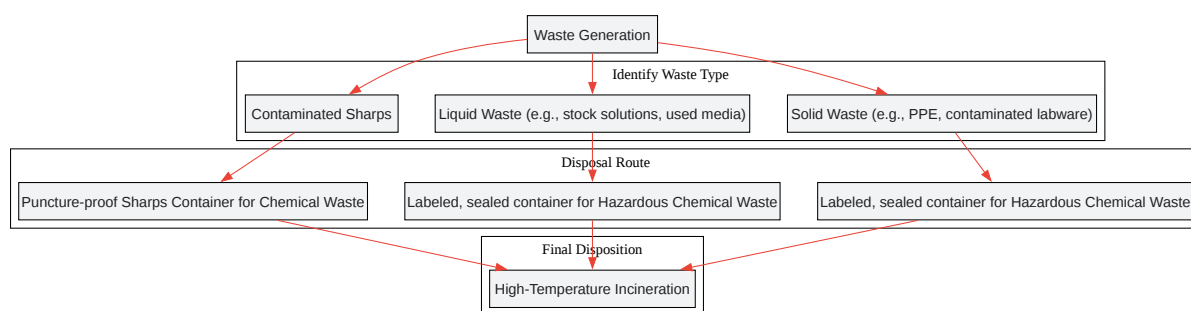 Waste Generation
Identify Waste Type
Contaminated Sharps
Liquid Waste (e.g., stock solutions, used media)
Solid Waste (e.g., PPE, contaminated labware)
Disposal Route
Puncture-proof Sharps Container for Chemical Waste
Labeled, sealed container for Hazardous Chemical Waste
Labeled, sealed container for Hazardous Chemical Waste
Final Disposition
High-Temperature Incineration